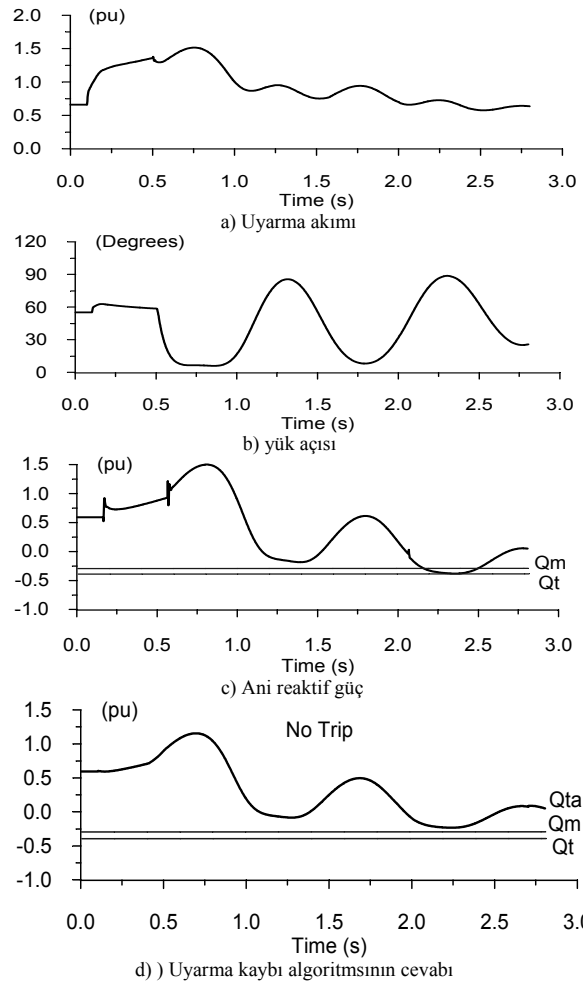 2.0
(pu)
1.5
1.0
0.5
0.0
0.0 0.5 1.0 1.5 2.0 2.5 3.0
Time (s)
a) Uyarma akımı
120
(Degrees)
90
60
30
0
0.0 0.5 1.0 1.5 2.0 2.5 3.0
Time (s)
b) yük açısı
1.5
(pu)
1.0
0.5
0.0
Qm
-0.5
Qt
-1.0
0.0 0.5 1.0 1.5 2.0 2.5 3.0
Time (s)
c) Ani reaktif güç
1.5
(pu)
No Trip
1.0
0.5
Qta
0.0
Qm
-0.5
Qt
-1.0
0.0 0.5 1.0 1.5 2.0 2.5 3.0
Time (s)
d) ) Uyarma kaybı algoritmsının cevabı